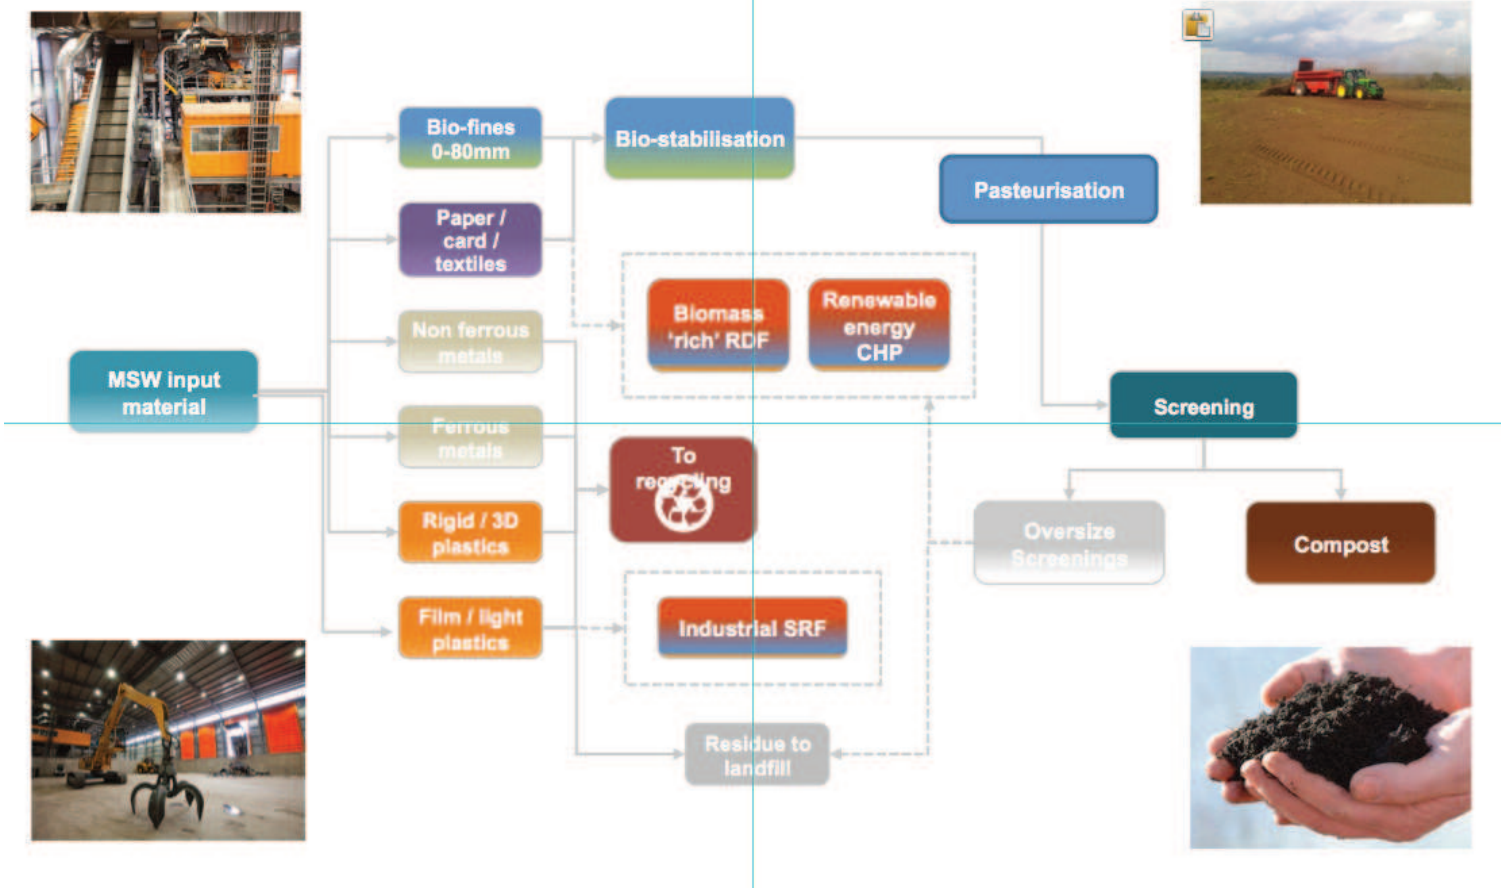 Bio-fines
0-80mm
Bio-stabilisation
Pasteurisation
Paper /
card /
textiles
Biomass
‘rich’ RDF
Renewable
energy
CHP
Non ferrous
metals
MSW input
material
Screening
Ferrous
metals
To
recycling
Rigid / 3D
plastics
Oversize
Screenings
Compost
Film / light
plastics
Industrial SRF
Residue to
landfill